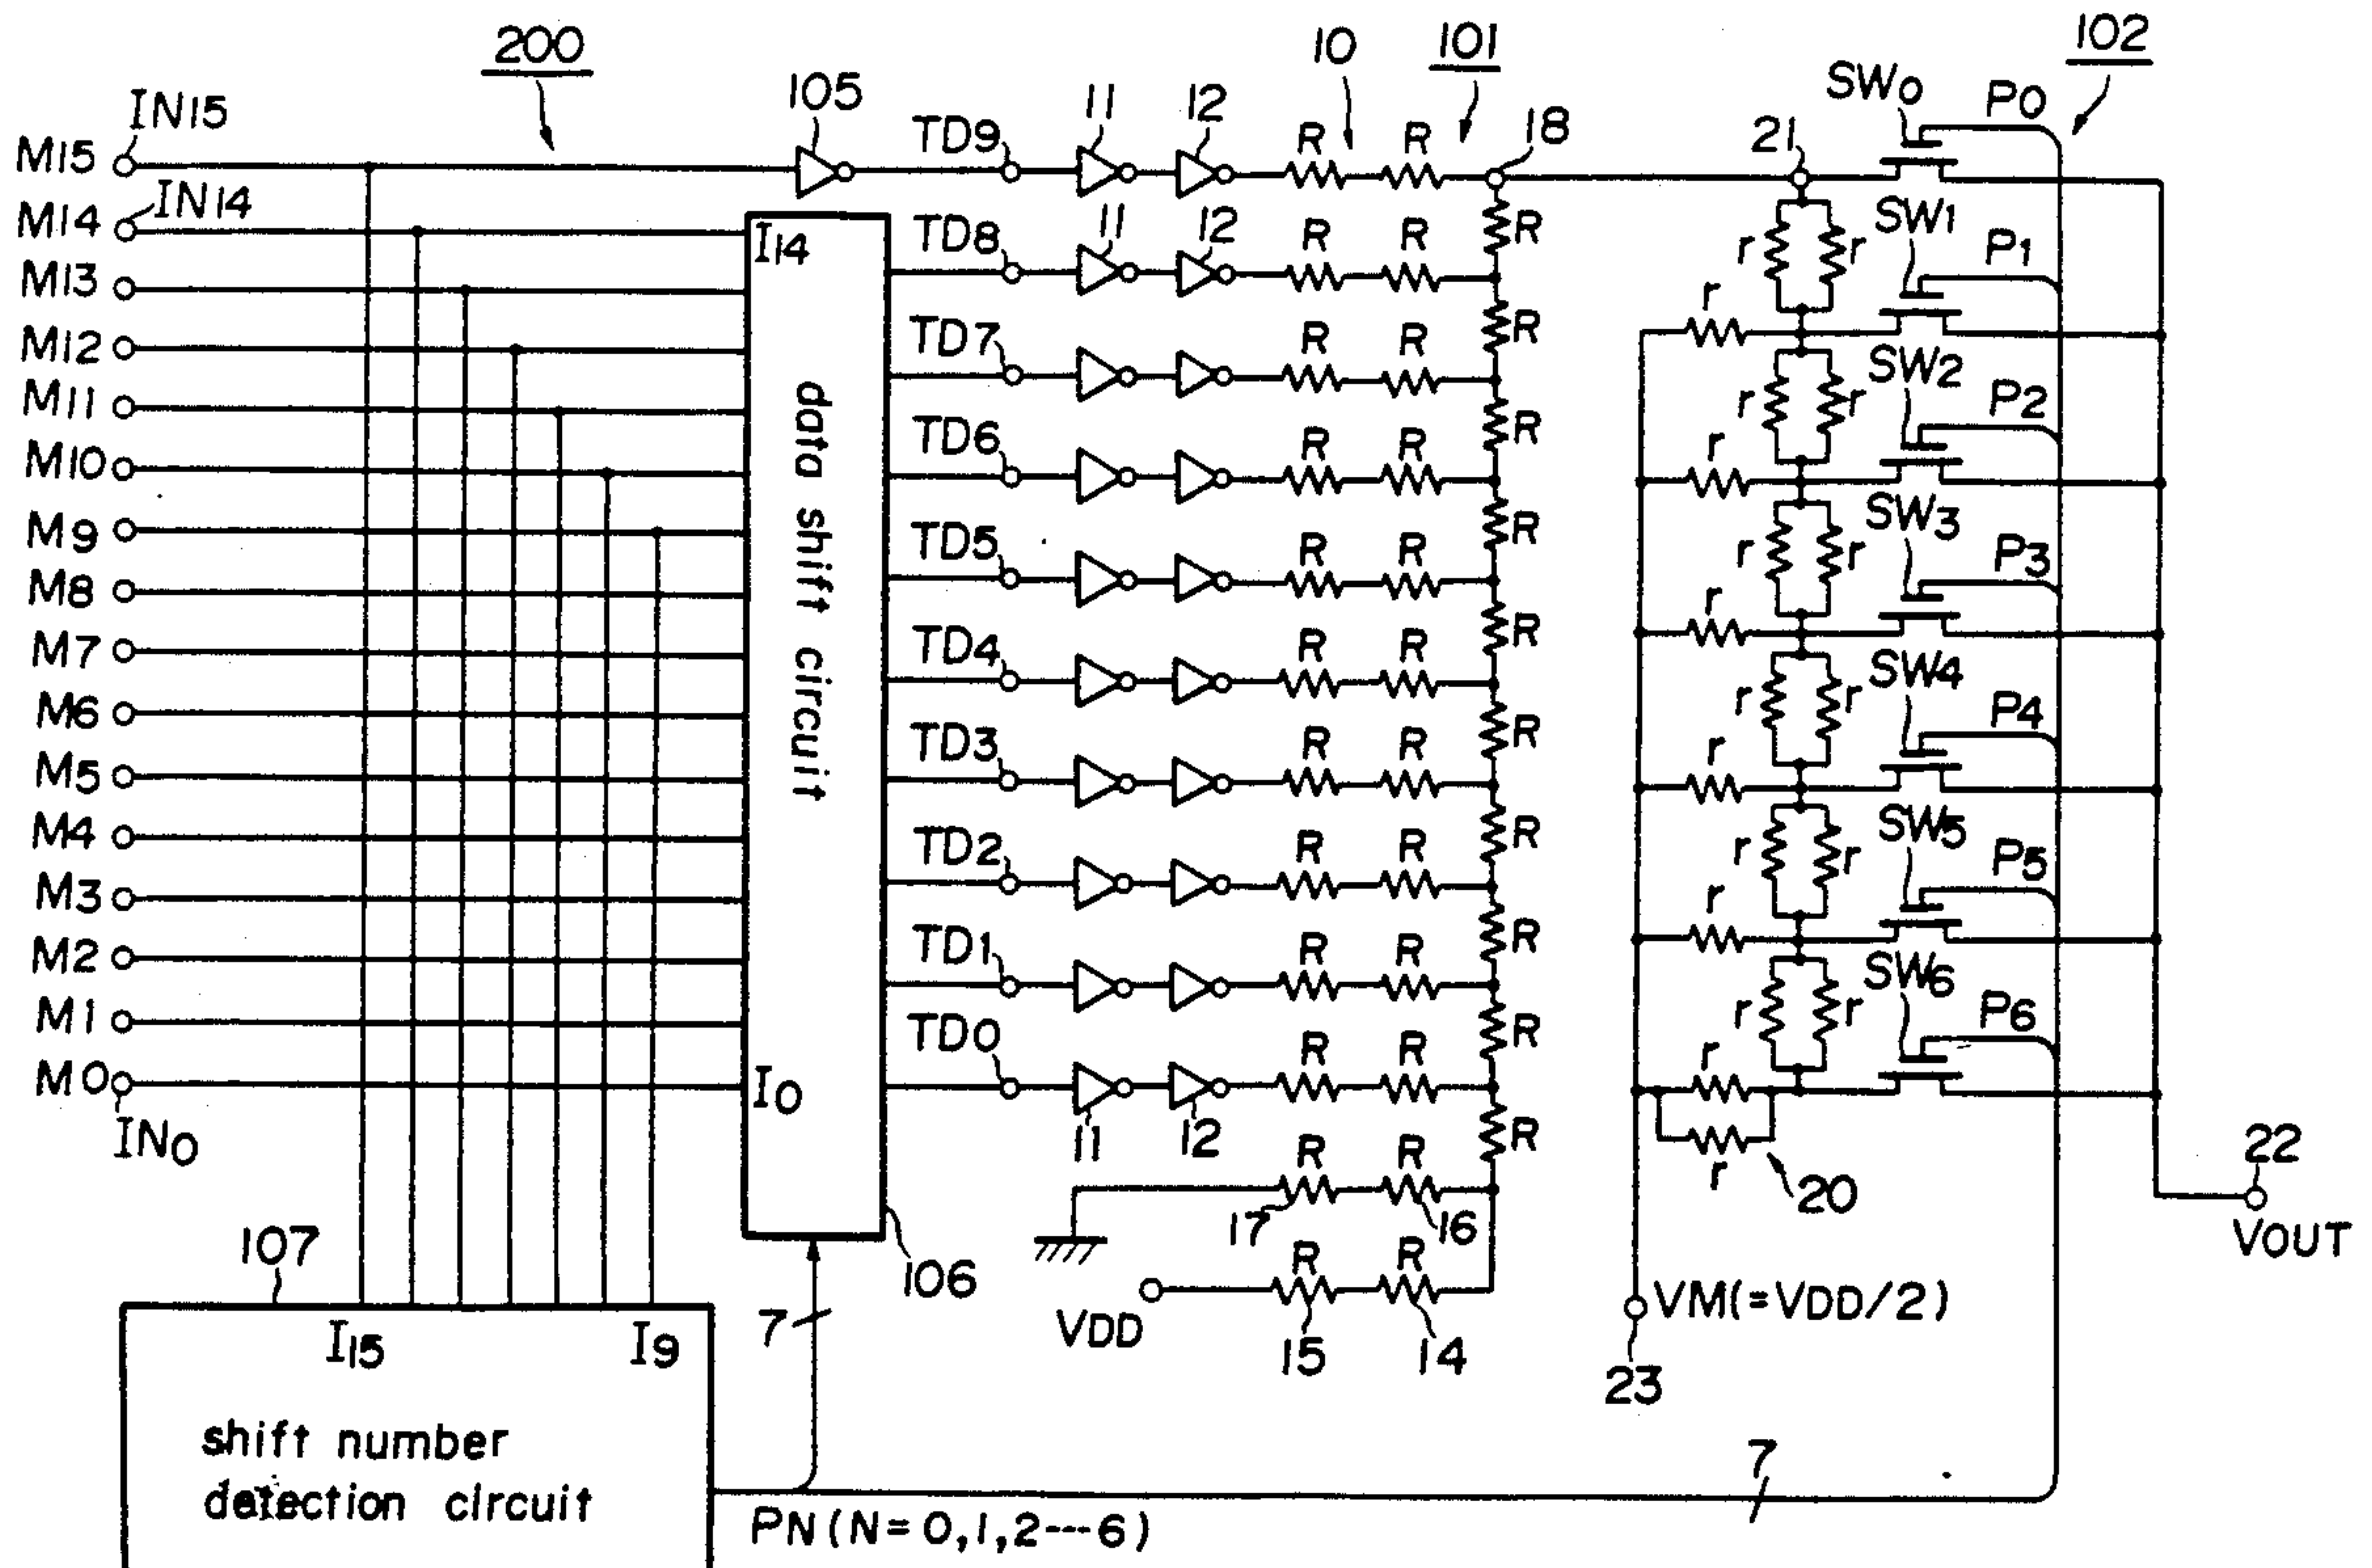 200
10
101
102
IN15
105
11
12
SW0
P0
M15
TD9
R
R
18
21
IN14
M14
I14
TD8
11
12
R
R
R
SW1
P1
r
r
M13
r
M12
TD7
R
R
R
SW2
P2
M11
r
r
M10
TD6
R
R
R
r
data shift circuit
M9
SW3
P3
TD5
R
R
R
r
r
M8
r
M7
TD4
R
R
R
SW4
P4
M6
r
r
M5
TD3
R
R
R
r
M4
SW5
P5
TD2
R
R
R
r
r
M3
r
M2
TD1
R
R
R
SW6
P6
M1
r
r
TD0
R
R
R
r
M0
I0
IN0
11
12
R
R
R
r
20
22
17
16
VOUT
107
106
R
R
7
VDD
VM(=VDD/2)
15
14
23
I15
I9
shift number
detection circuit
7
PN(N=0,1,2---6)